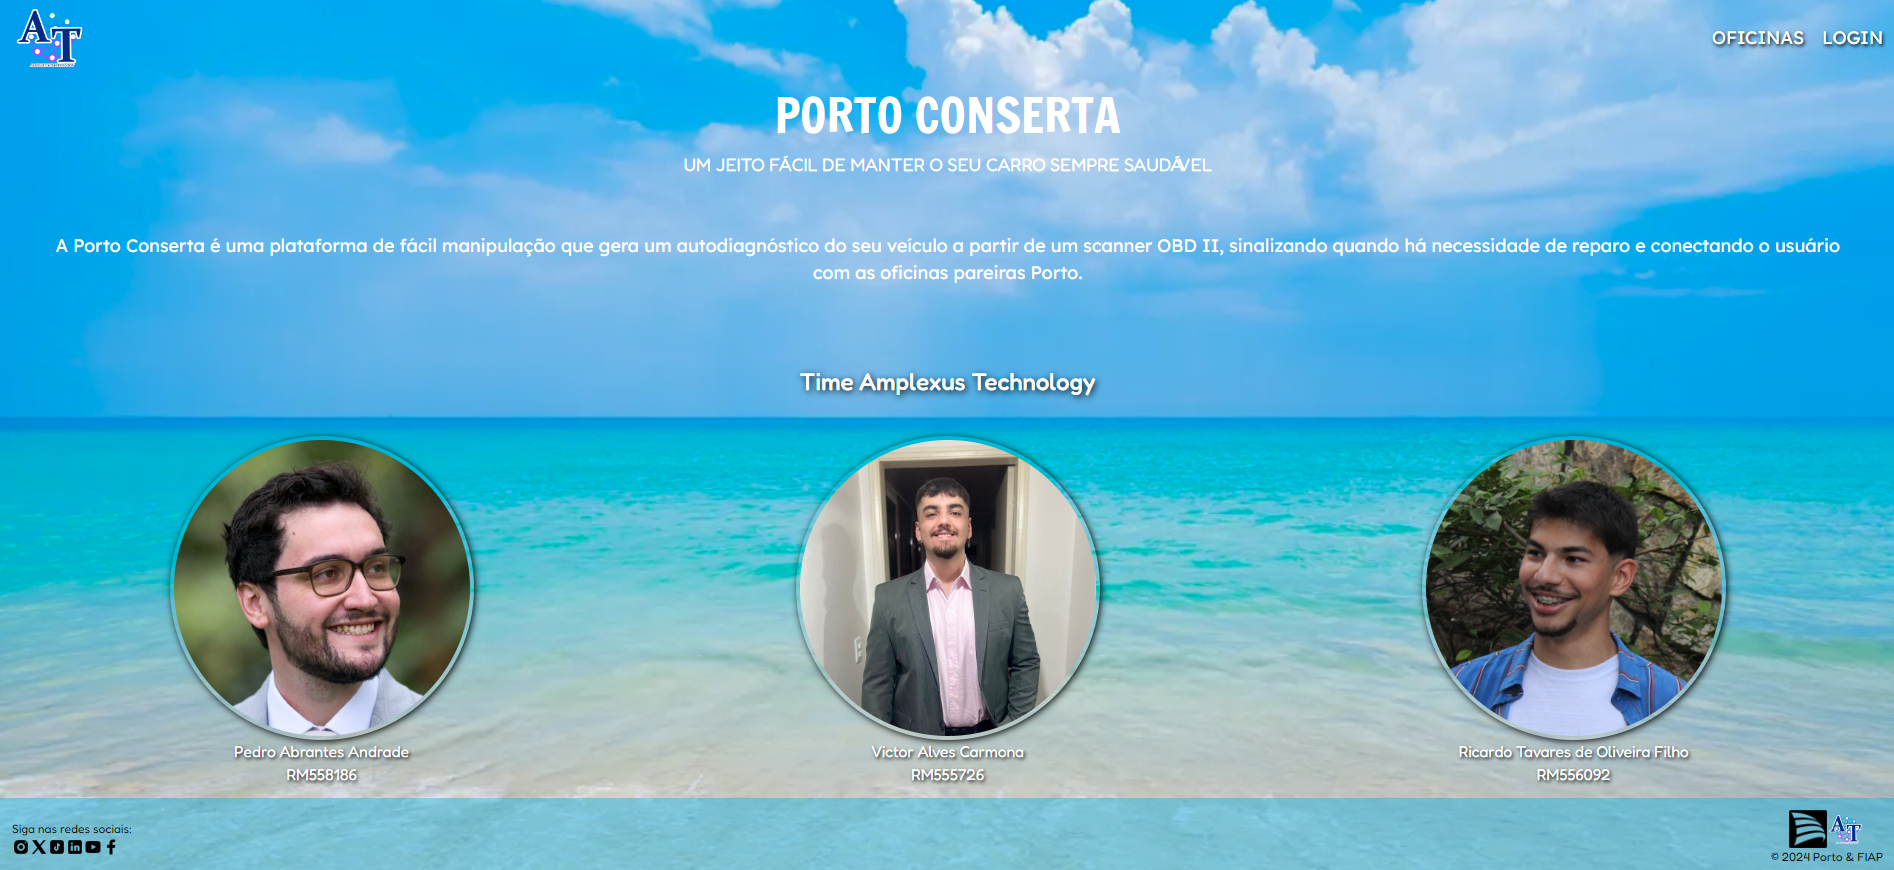 AT
OFICINAS LOGIN
PORTO CONSERTA
UM JEITO FÁCIL DE MANTER O SEU CARRO SEMPRE SAUDÁVEL
A Porto Conserta é uma plataforma de fácil manipulação que gera um autodiagnóstico do seu veículo a partir de um scanner OBD II, sinalizando quando há necessidade de reparo e conectando o usuário
com as oficinas pareiras Porto.
Time Amplexus Technology
Pedro Abrantes Andrade
RM558186
Victor Alves Carmona
RM555726
Ricardo Tavares de Oliveira Filho
RM556092
Siga nas redes sociais:
AT
© 2024 Porto & FIAP